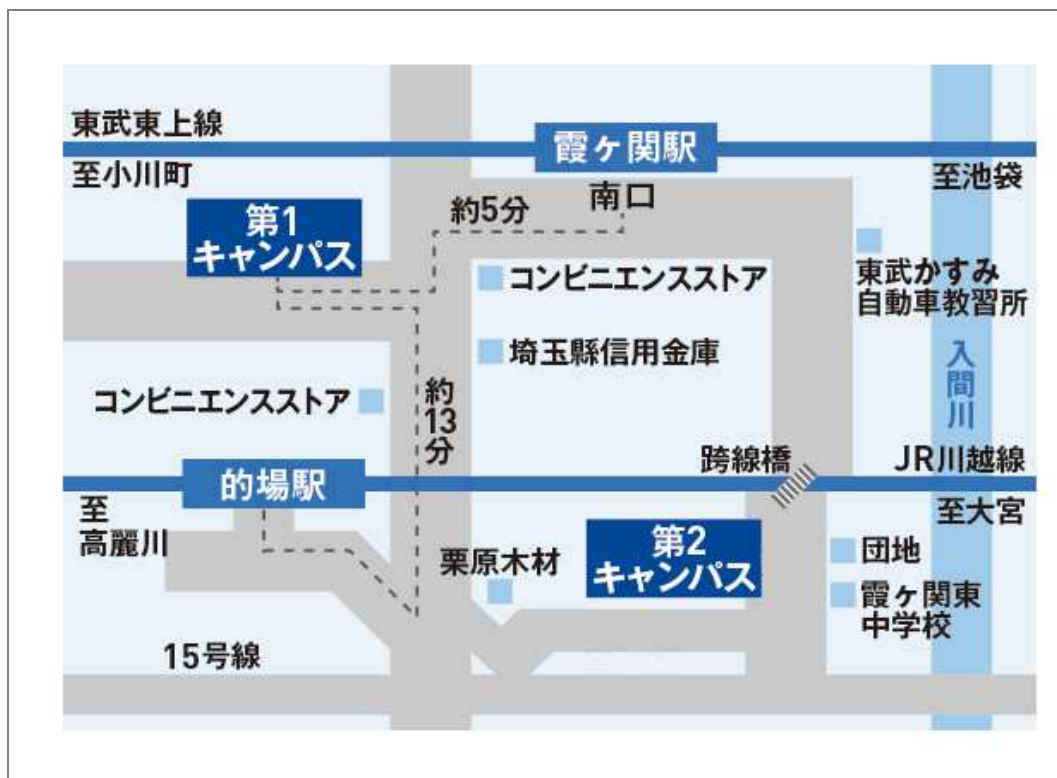 東武東上線
霞ヶ関駅
至小川町
至池袋
南口
約5分
第1
キャンパス
コンビニエンスストア
東武かすみ
自動車教習所
埼玉縣信用金庫
入間川
コンビニエンスストア
約13分
跨線橋
JR川越線
的場駅
至
高麗川
至大宮
第2
キャンパス
栗原木材
団地
霞ヶ関東
中学校
15号線